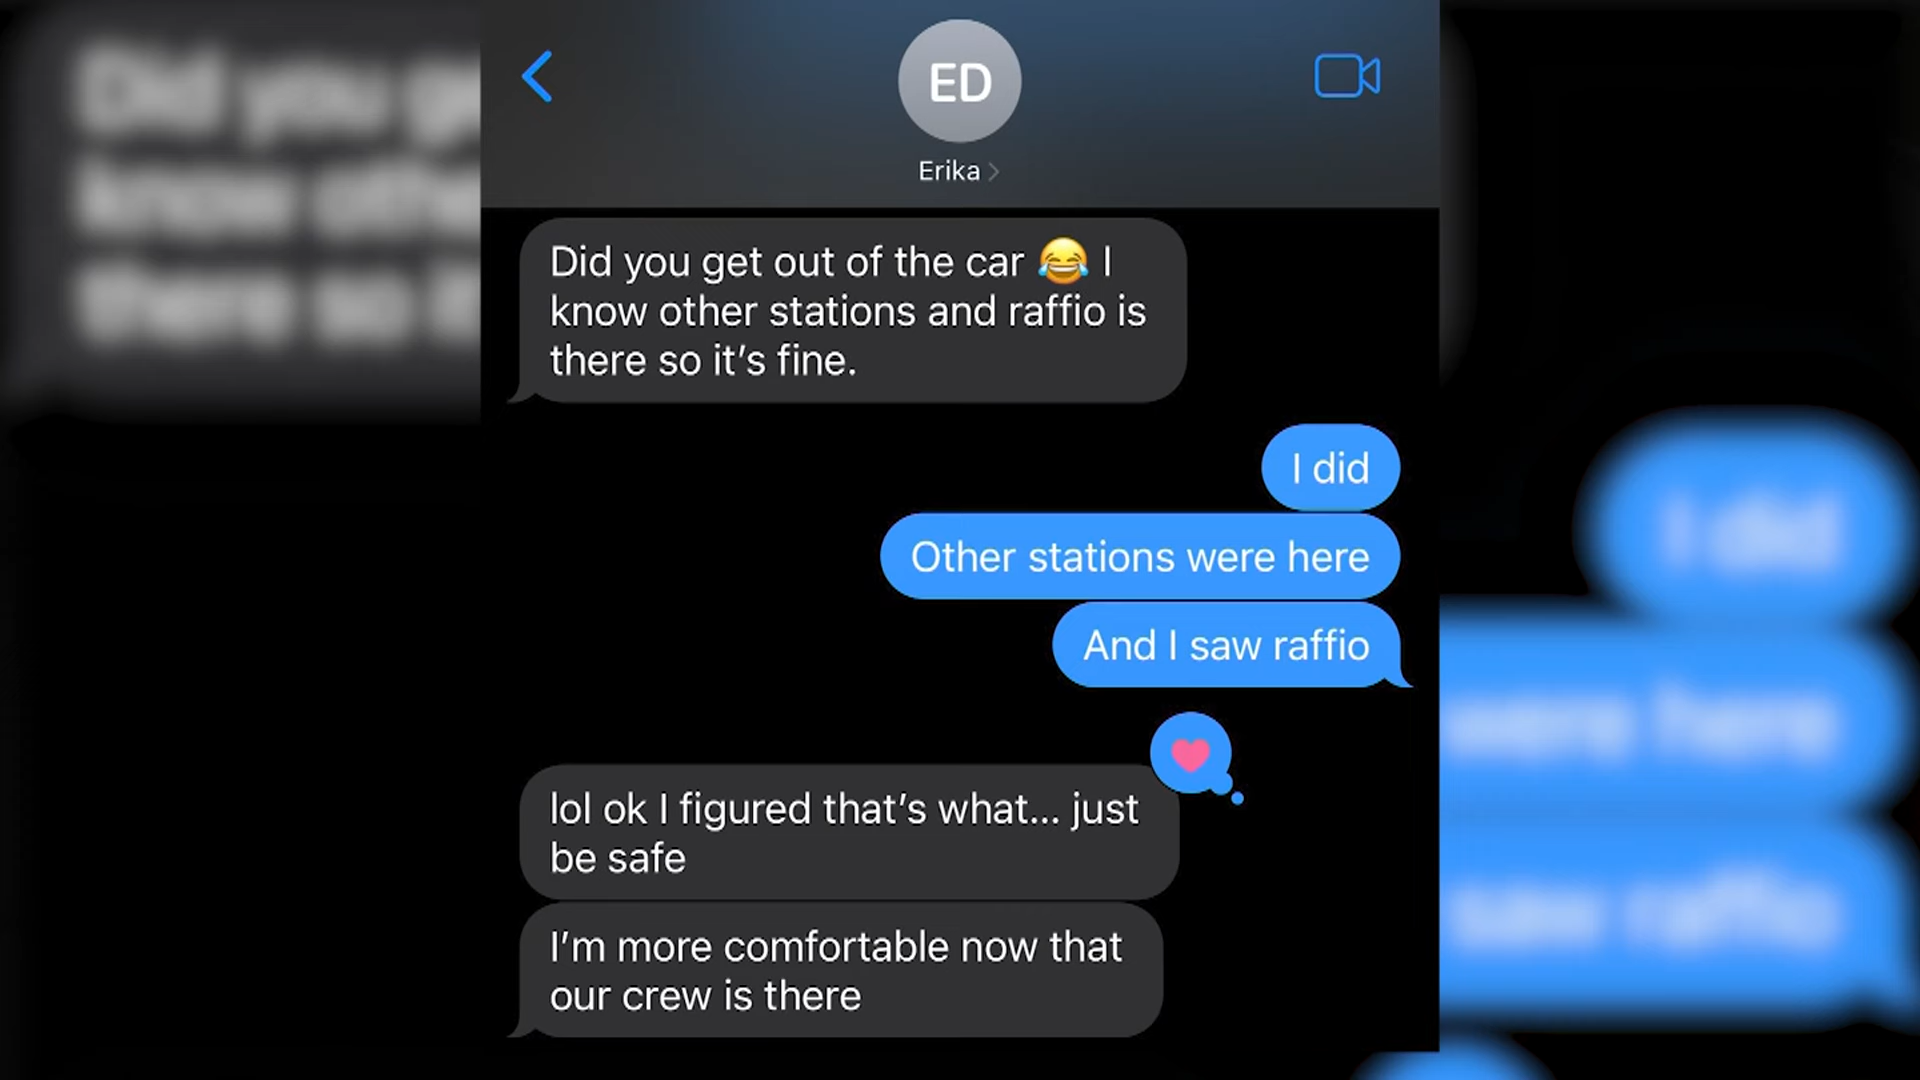 ED
Erika
Did you get out of the car 😂 I
know other stations and raffio is
there so it's fine.
I did
Other stations were here
And I saw raffio
lol ok I figured that's what... just
be safe
I'm more comfortable now that
our crew is there